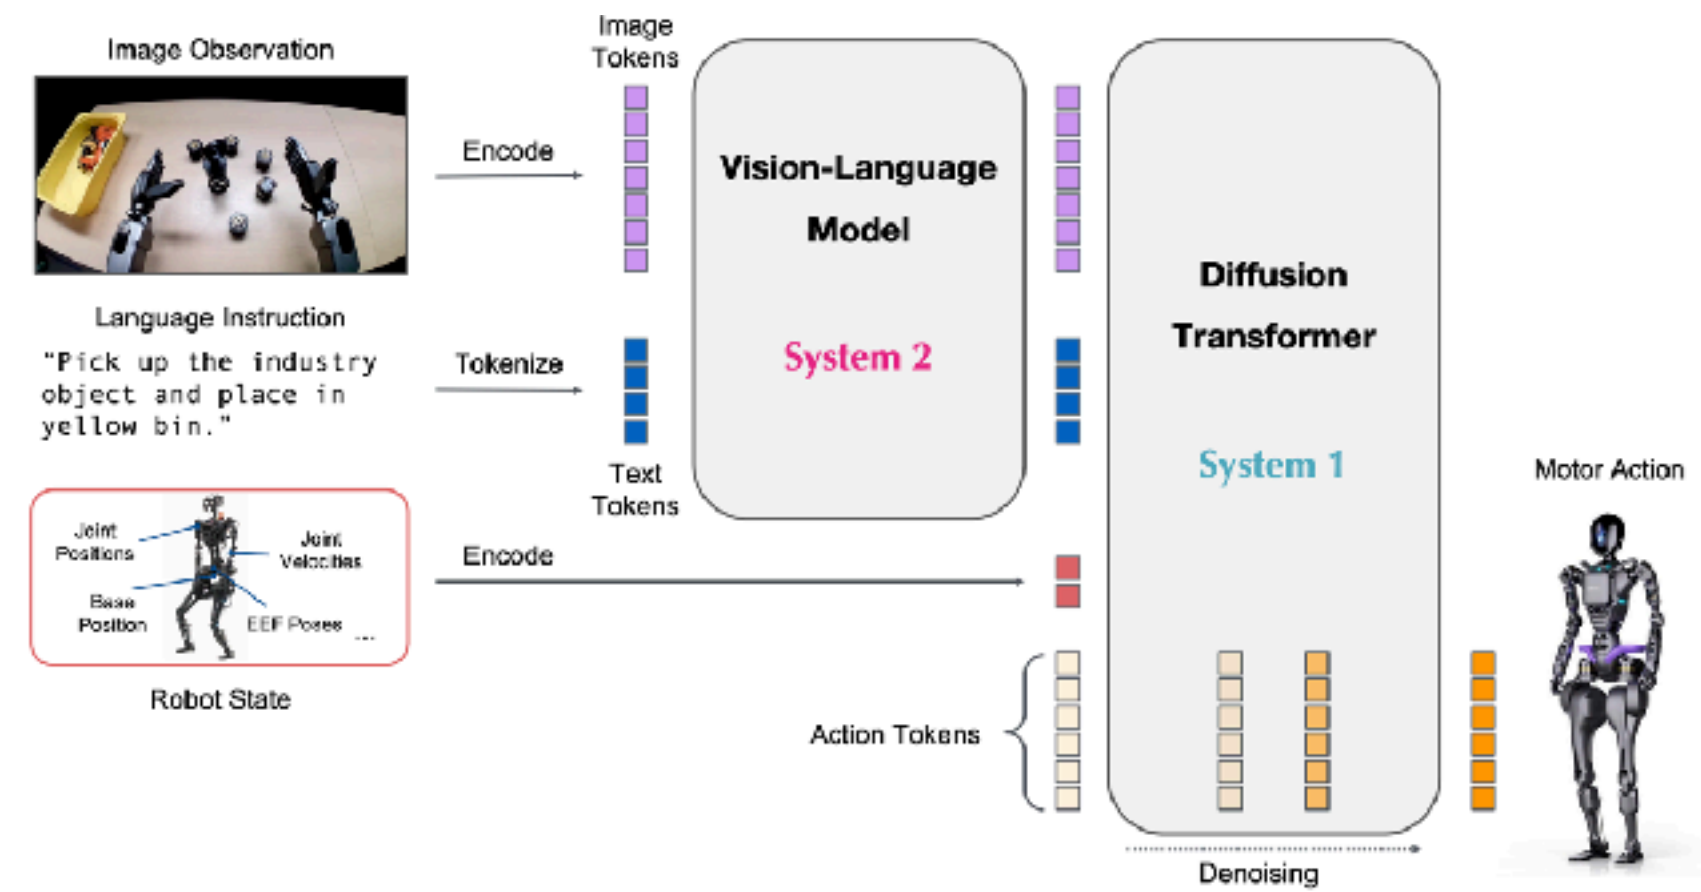 Image Observation
Image
Tokens
Encode
Vision-Language
Model
System 2
Language Instruction
"Pick up the industry
object and place in
yellow bin."
Tokenize
Text
Tokens
Diffusion
Transformer
System 1
Joint
Positions
Joint
Velocities
Base
Position
EEF Poses
...
Robot State
Encode
Action Tokens
Denoising
Motor Action